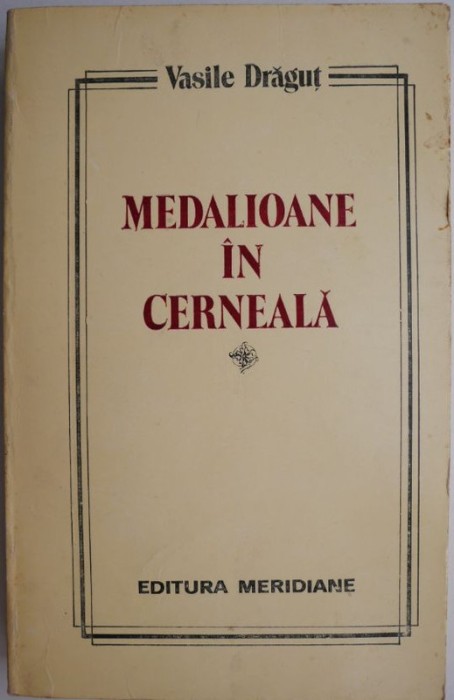 Vasile Drăguț
MEDALIOANE
ÎN
CERNEALĂ
EDITURA MERIDIANE